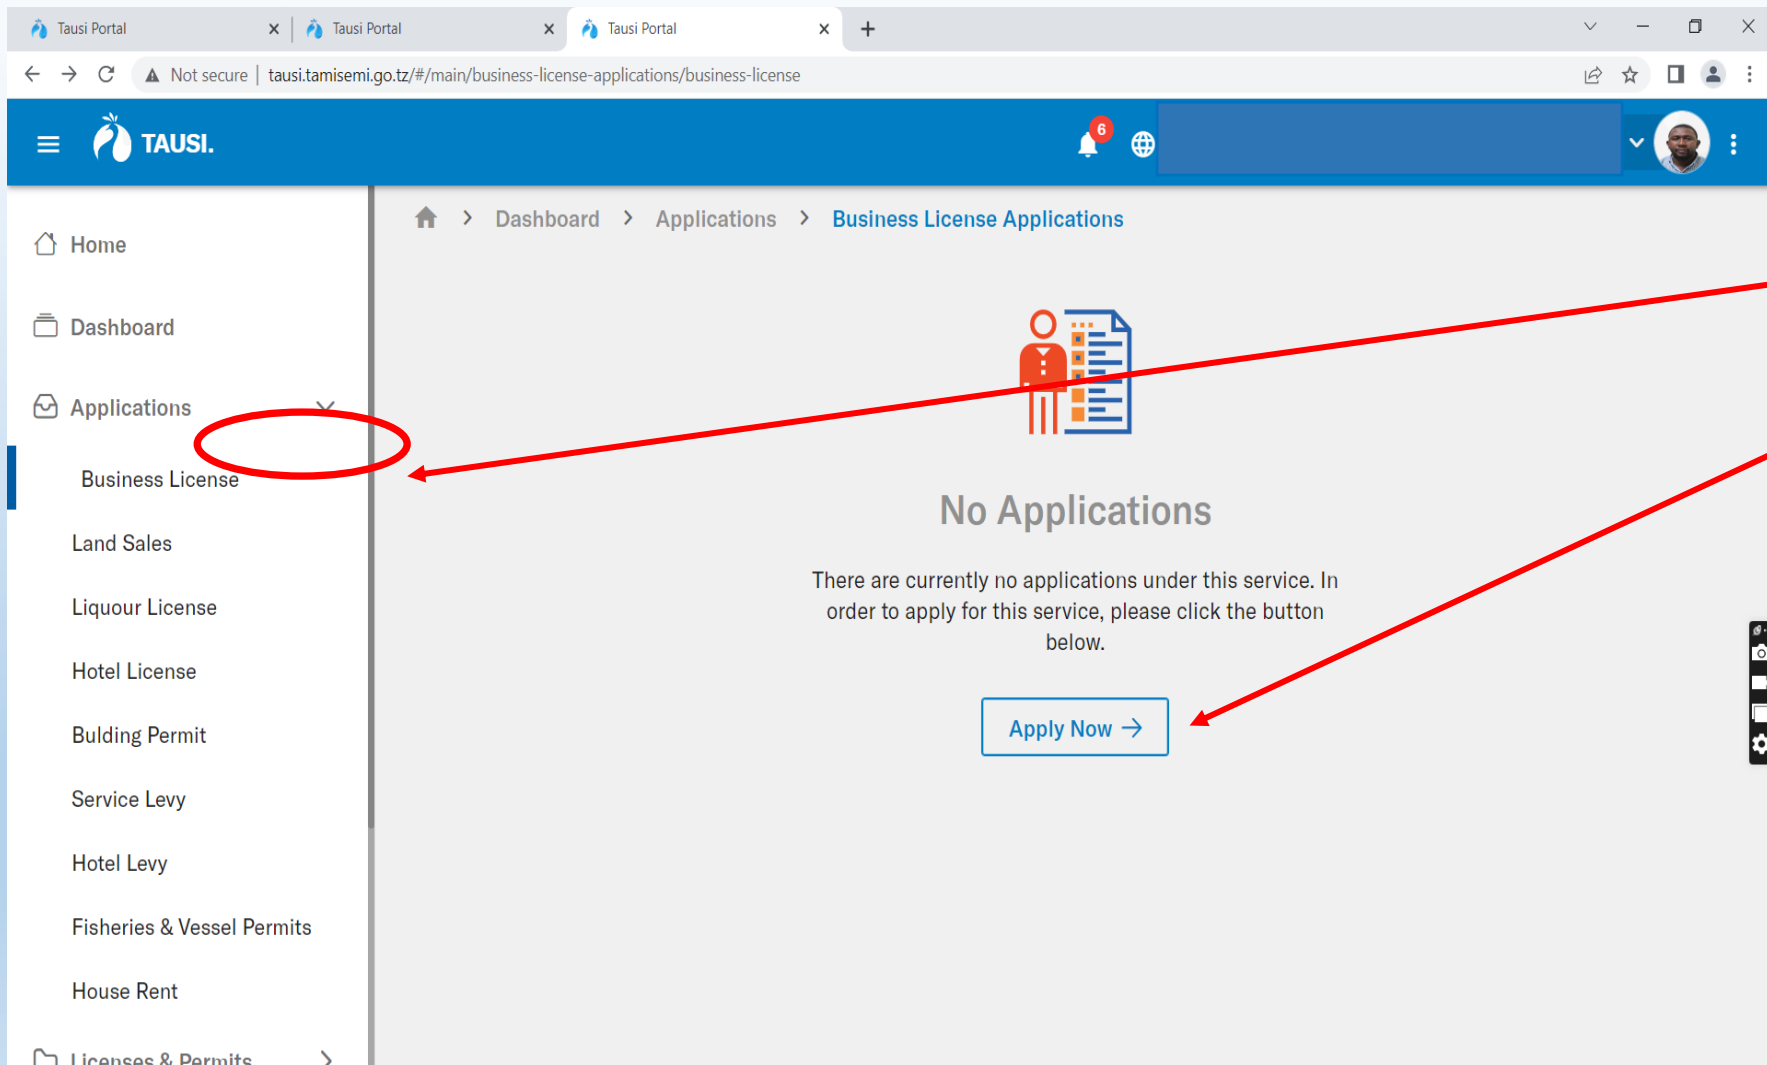 Tausi Portal
Tausi Portal
Tausi Portal
Not secure | tausi.tamisemi.go.tz/#/main/business-license-applications/business-license
TAUSI.
6
Home
Dashboard
Applications
Business License
Land Sales
Liquour License
Hotel License
Bulding Permit
Service Levy
Hotel Levy
Fisheries & Vessel Permits
House Rent
Licenses & Permits
Dashboard > Applications > Business License Applications
No Applications
There are currently no applications under this service. In
order to apply for this service, please click the button
below.
Apply Now →